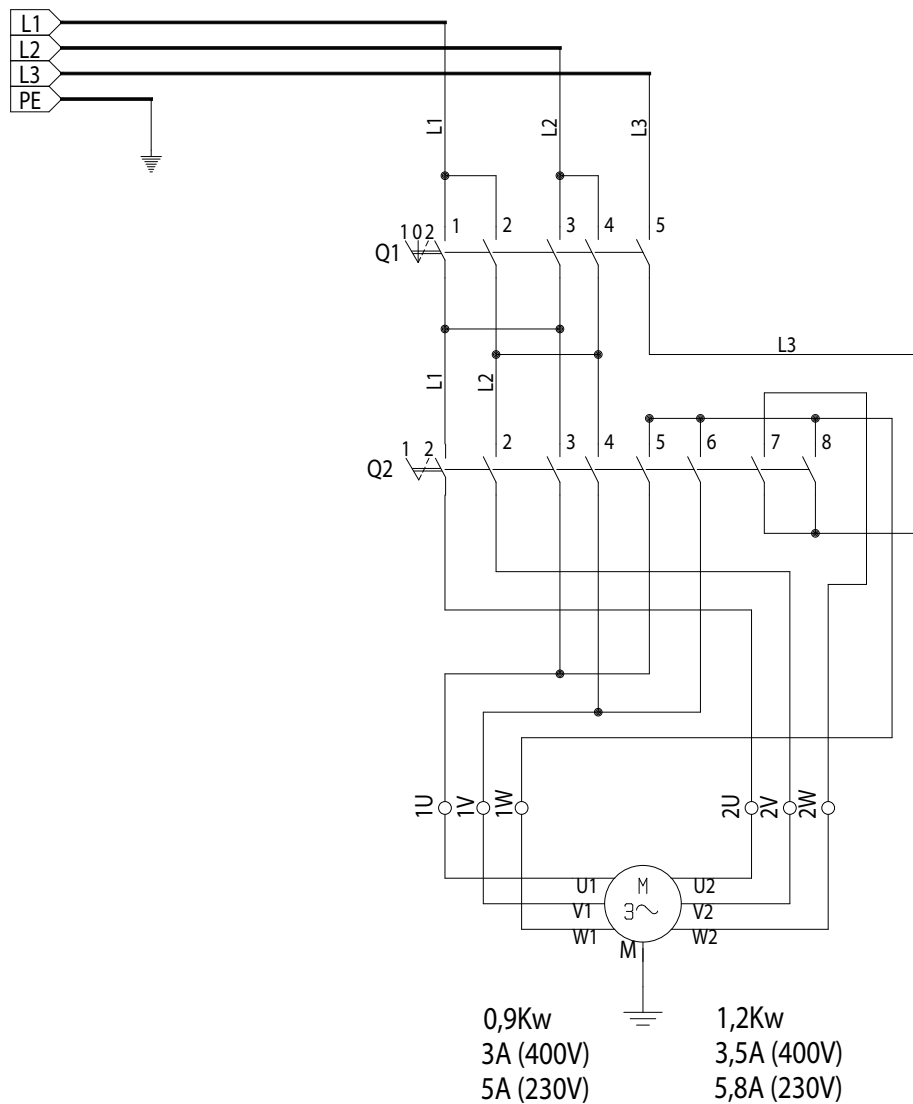 L1
L2
L3
PE
L1
L2
L3
1 0 2
1
2
3
4
5
Q1
L3
L1
L2
1 2
2
3
4
5
6
7
8
Q2
1U
1V
1W
2U
2V
2W
U1
M
U2
V1
3~
V2
W1
W2
M
0,9Kw
3A (400V)
5A (230V)
1,2Kw
3,5A (400V)
5,8A (230V)